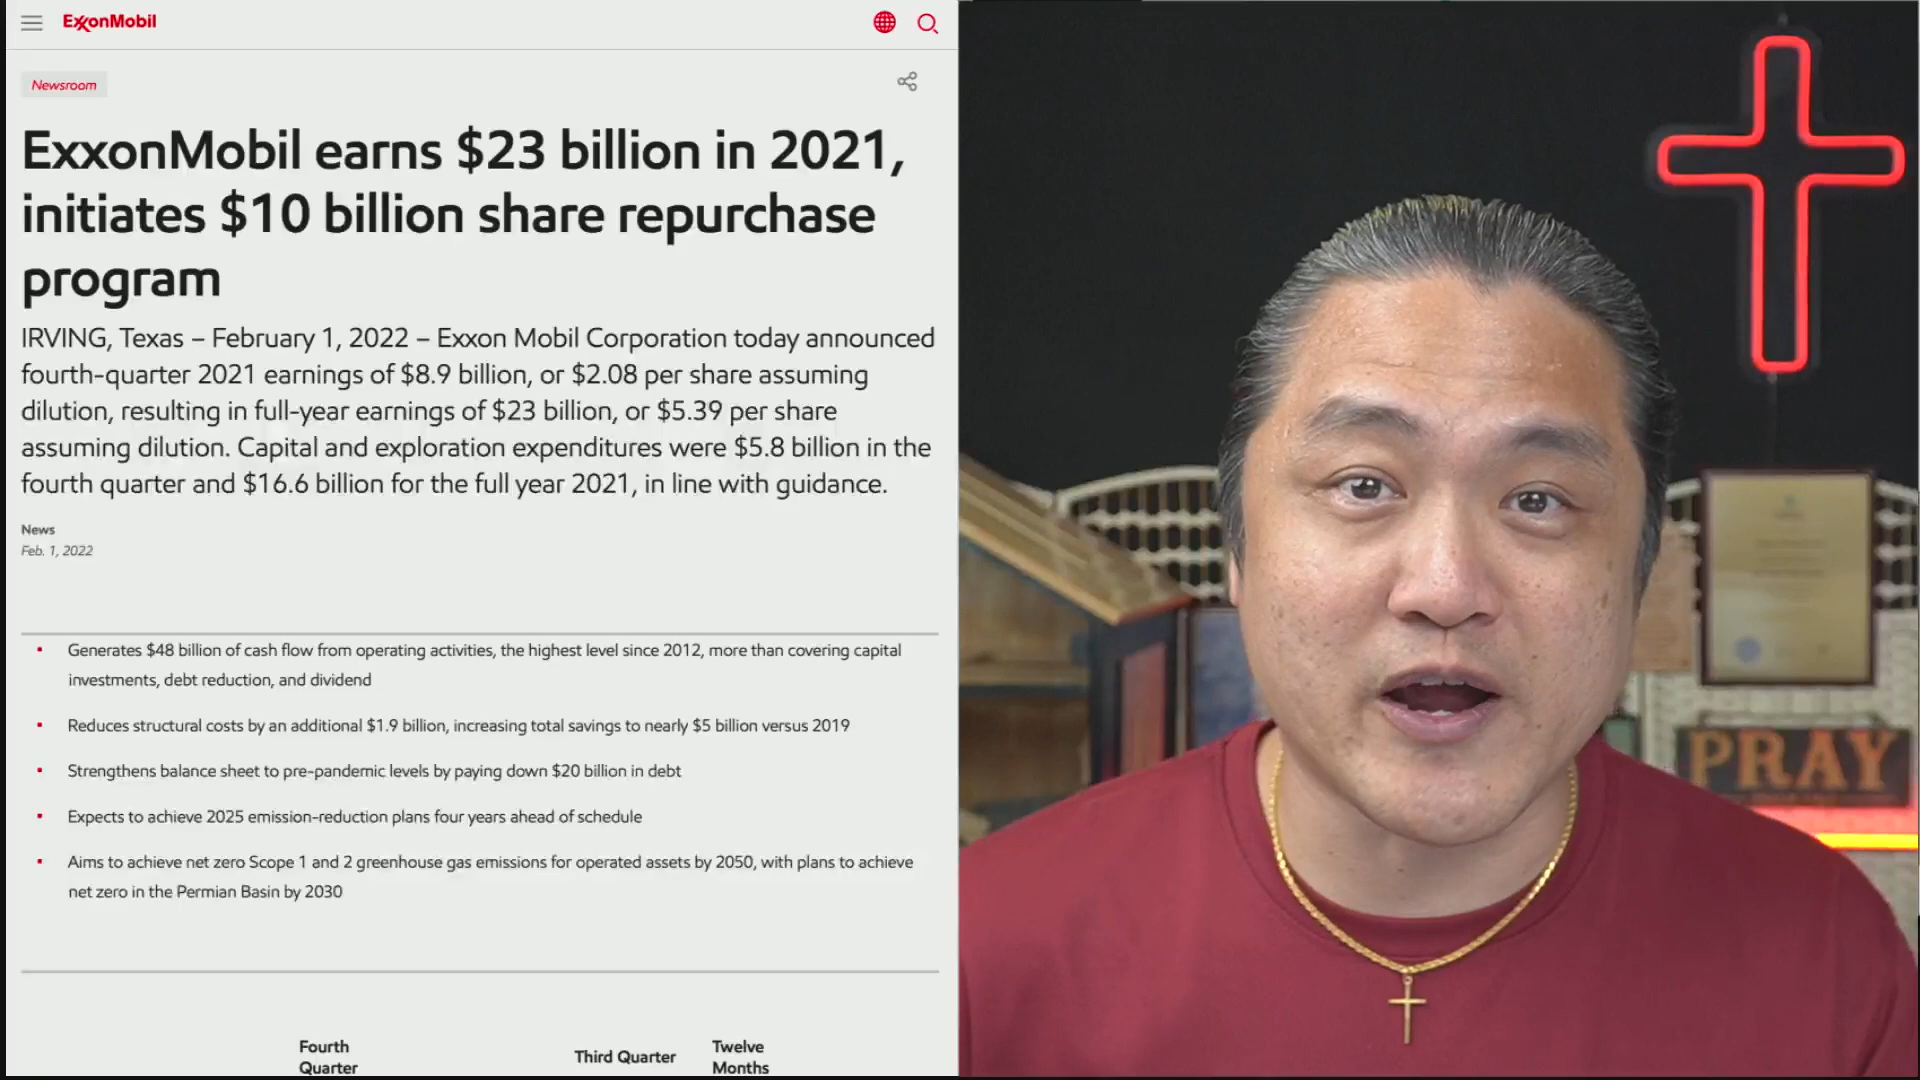 ExxonMobil
Newsroom
ExxonMobil earns $23 billion in 2021,
initiates $10 billion share repurchase
program
IRVING, Texas – February 1, 2022 – Exxon Mobil Corporation today announced
fourth-quarter 2021 earnings of $8.9 billion, or $2.08 per share assuming
dilution, resulting in full-year earnings of $23 billion, or $5.39 per share
assuming dilution. Capital and exploration expenditures were $5.8 billion in the
fourth quarter and $16.6 billion for the full year 2021, in line with guidance.
News
Feb. 1, 2022
Generates $48 billion of cash flow from operating activities, the highest level since 2012, more than covering capital
investments, debt reduction, and dividend
Reduces structural costs by an additional $1.9 billion, increasing total savings to nearly $5 billion versus 2019
Strengthens balance sheet to pre-pandemic levels by paying down $20 billion in debt
Expects to achieve 2025 emission-reduction plans four years ahead of schedule
Aims to achieve net zero Scope 1 and 2 greenhouse gas emissions for operated assets by 2050, with plans to achieve
net zero in the Permian Basin by 2030
Fourth
Quarter
Third Quarter
Twelve
Months
PRAY